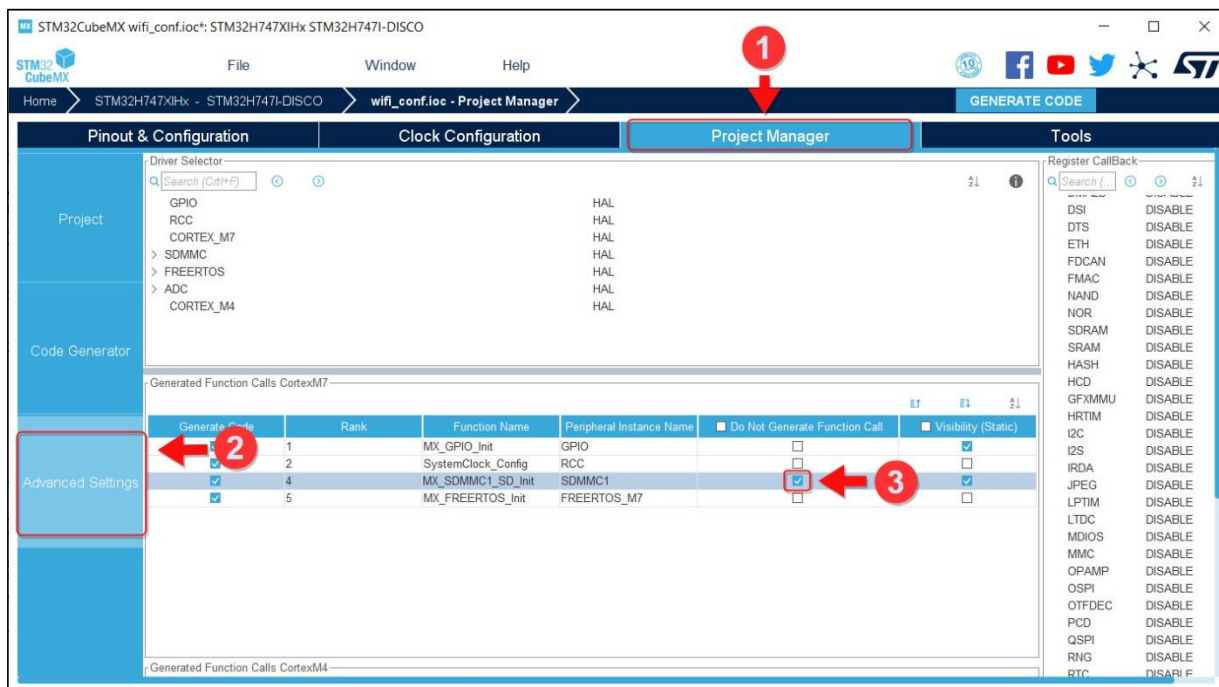 MX STM32CubeMX wifi_conf.ioc*: STM32H747XIHx STM32H747I-DISCO
STM32 CubeMX File Window Help 10
1
Home STM32H747XIHx - STM32H747I-DISCO wifi_conf.ioc - Project Manager GENERATE CODE
Pinout & Configuration Clock Configuration Project Manager Tools
Project
Code Generator
Advanced Settings
Driver Selector
Search (Crtl+F)
GPIO HAL
RCC HAL
CORTEX_M7 HAL
SDMMC HAL
FREERTOS HAL
ADC HAL
CORTEX_M4 HAL
Generated Function Calls CortexM7
Generate Code Rank Function Name Peripheral Instance Name Do Not Generate Function Call Visibility (Static)
1 MX_GPIO_Init GPIO
2 SystemClock_Config RCC
4 MX_SDMMC1_SD_Init SDMMC1
5 MX_FREERTOS_Init FREERTOS_M7
2
3
Generated Function Calls CortexM4
Register CallBack
Search (...
DSI DISABLE
DTS DISABLE
ETH DISABLE
FDCAN DISABLE
FMAC DISABLE
NAND DISABLE
NOR DISABLE
SDRAM DISABLE
SRAM DISABLE
HASH DISABLE
HCD DISABLE
GFXMMU DISABLE
HRTIM DISABLE
I2C DISABLE
I2S DISABLE
IRDA DISABLE
JPEG DISABLE
LPTIM DISABLE
LTDC DISABLE
MDIOS DISABLE
MMC DISABLE
OPAMP DISABLE
OSPI DISABLE
OTFDEC DISABLE
PCD DISABLE
QSPI DISABLE
RNG DISABLE
RTC DISABLE